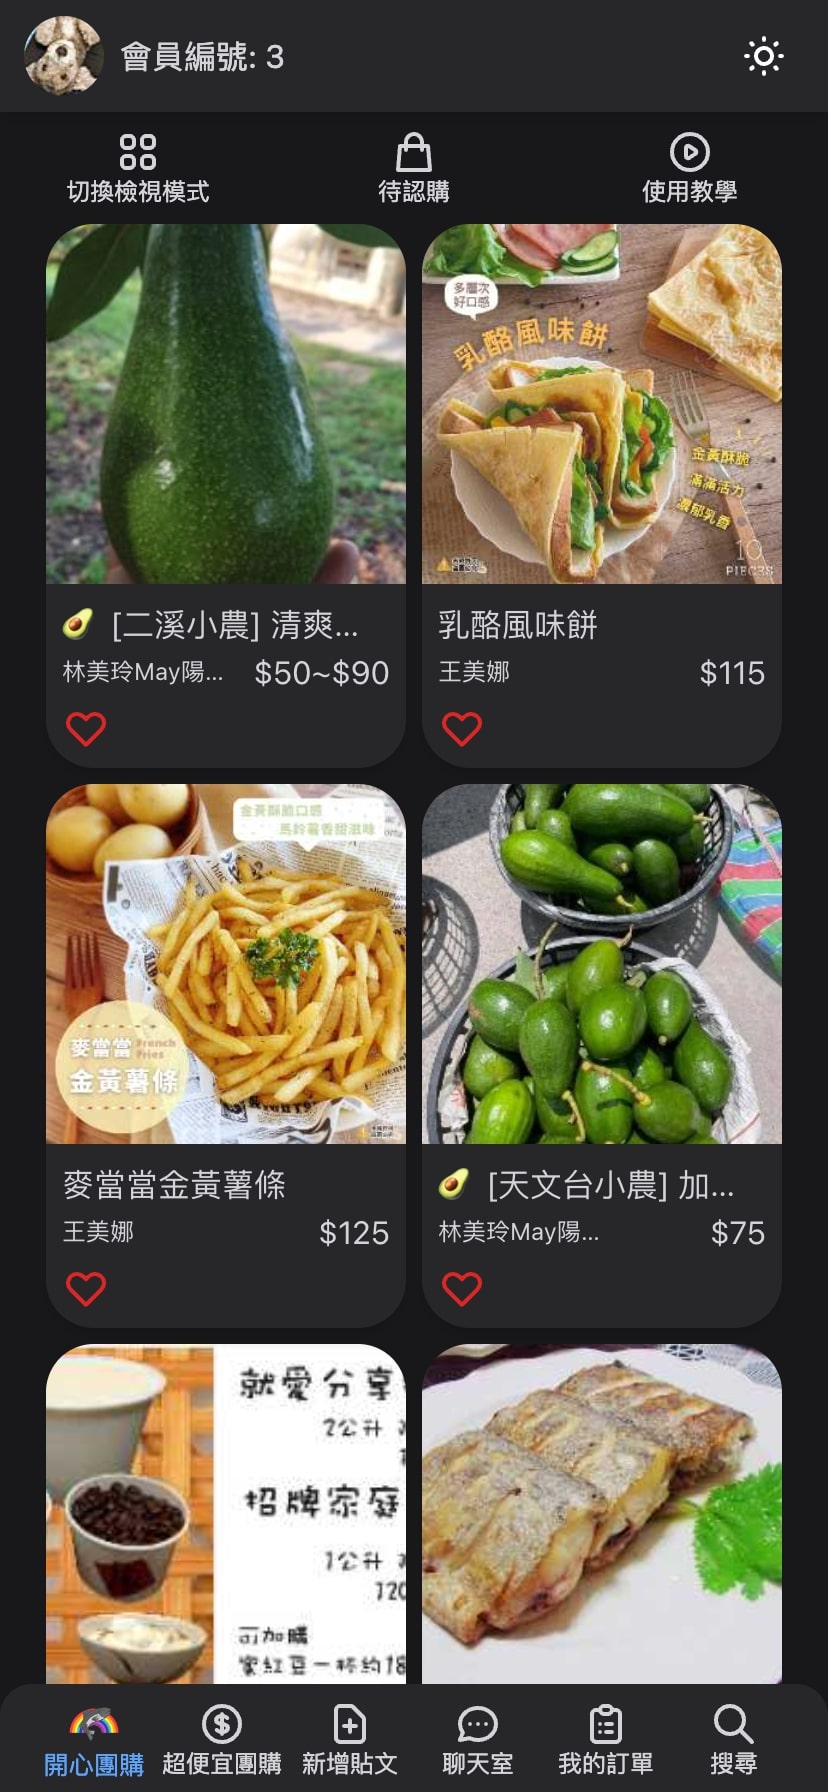 會員編號: 3
切換檢視模式
待認購
使用教學
多層次
好口感
乳酪風味餅
金黃酥脆
滿滿活力
濃郁乳香
10
PIECES
[二溪小農] 清爽...
林美玲May陽...
$50~$90
乳酪風味餅
王美娜
$115
金黃酥脆口感
馬鈴薯香甜滋味
麥當當
French
Fries
金黃薯條
麥當當金黃薯條
王美娜
$125
[天文台小農] 加...
林美玲May陽...
$75
就愛分享
2公升
招牌家庭
1公升
120
可加購
蜜紅豆一杯約18
開心團購
超便宜團購
新增貼文
聊天室
我的訂單
搜尋